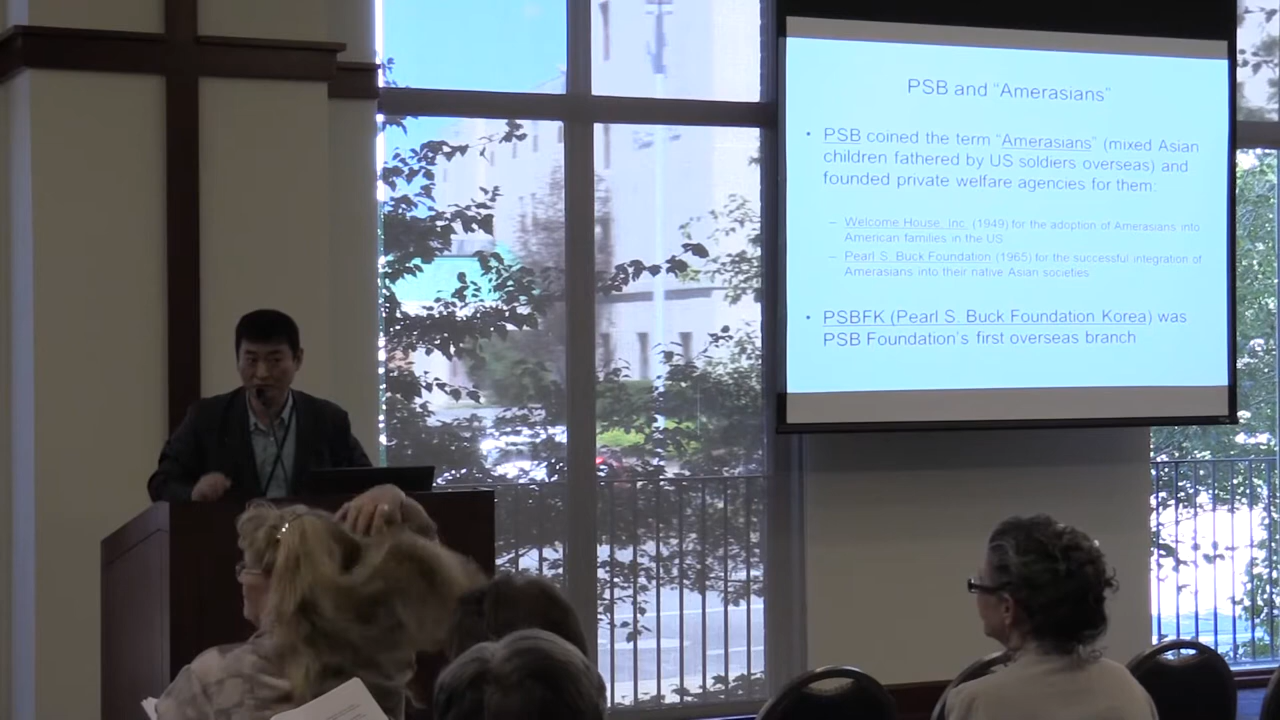 PSB and "Amerasians"
• PSB coined the term "Amerasians" (mixed Asian
children fathered by US soldiers overseas) and
founded private welfare agencies for them:
– Welcome House, Inc. (1949) for the adoption of Amerasians into
American families in the US
– Pearl S. Buck Foundation (1965) for the successful integration of
Amerasians into their native Asian societies
• PSBFK (Pearl S. Buck Foundation Korea) was
PSB Foundation's first overseas branch